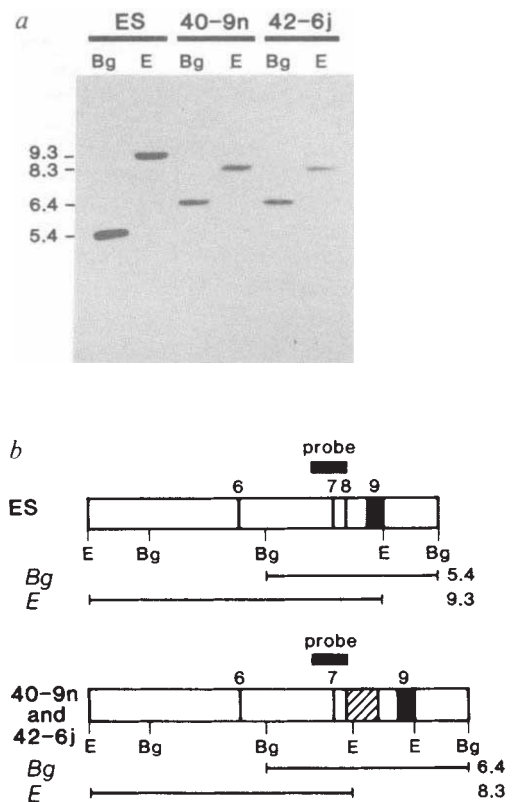 a
ES 40-9n 42-6j
Bg E Bg E Bg E
9.3
8.3
6.4
5.4
b
probe
6 7 8 9
ES
E Bg Bg E Bg
Bg 5.4
E 9.3
probe
6 7 9
40-9n
and
42-6j
E Bg Bg E E Bg
Bg 6.4
E 8.3